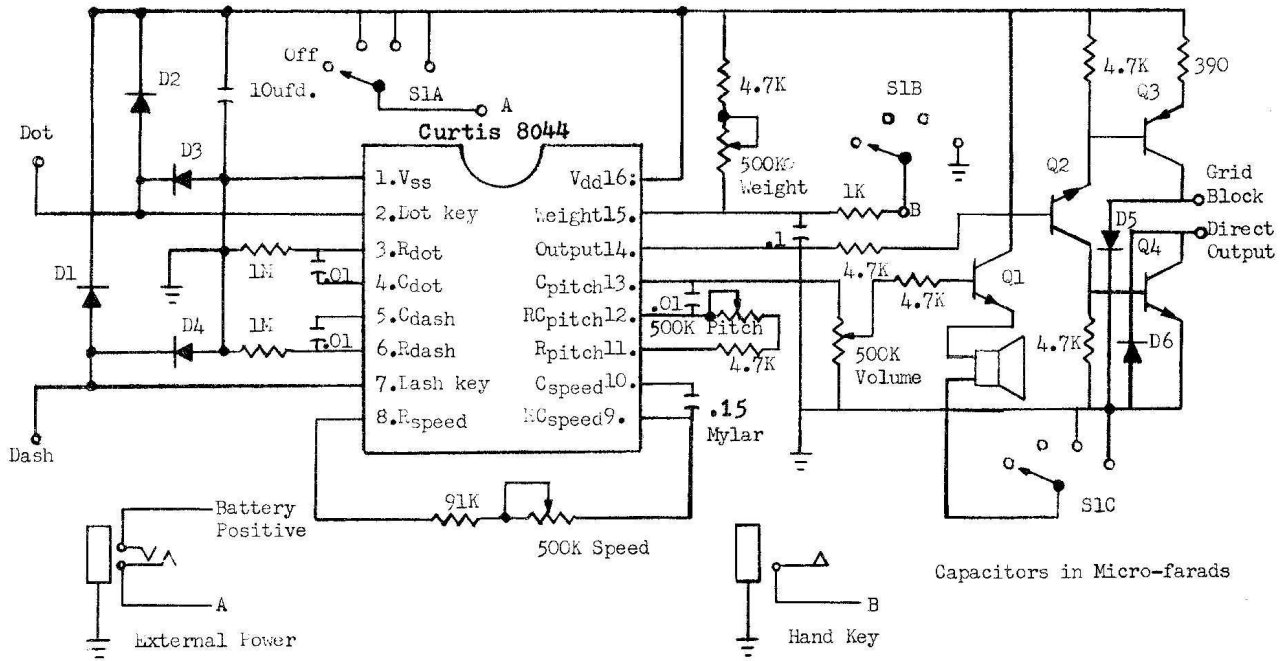 Off
S1A
A
D2
10ufd.
Dot
D3
Curtis 8044
1.Vss
2.Dot key
3.Rdot
4.Cdot
5.Cdash
6.Rdash
7.Dash key
8.Rspeed
Vdd16.
Weight15.
Output14.
Cpitch13.
RCpitch12.
Rpitch11.
Cspeed10.
RCspeed9.
1M
.01
D1
D4
1M
.01
Dash
4.7K
500KΩ
Weight
S1B
1K
B
.1
4.7K
4.7K
Q1
.01
500K Pitch
4.7K
500K
Volume
.15
Mylar
4.7K
390
Q3
Q2
Grid
Block
D5
Q4
Direct
Output
4.7K
D6
S1C
91K
500K Speed
Battery
Positive
A
External Power
B
Hand Key
Capacitors in Micro-farads